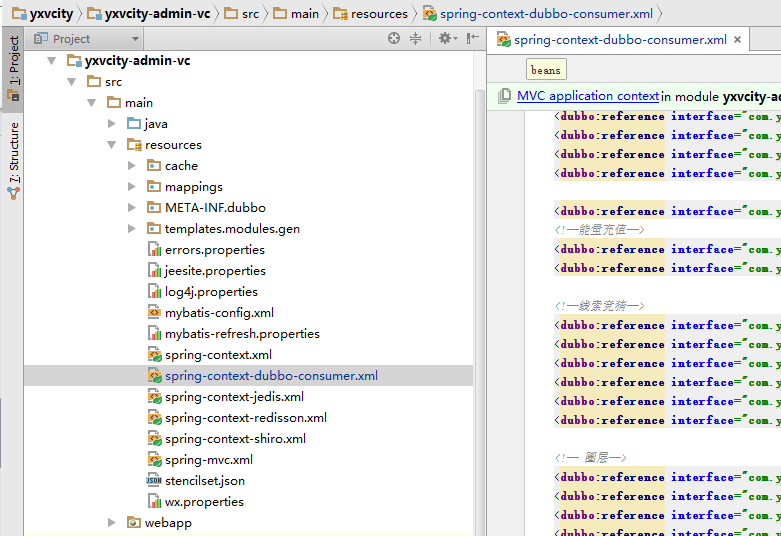 yxvcity yxvcity-admin-vc src main resources spring-context-dubbo-consumer.xml
1: Project
7: Structure
Project
yxvcity-admin-vc
src
main
java
resources
cache
mappings
META-INF.dubbo
templates.modules.gen
errors.properties
jeesite.properties
log4j.properties
mybatis-config.xml
mybatis-refresh.properties
spring-context.xml
spring-context-dubbo-consumer.xml
spring-context-jedis.xml
spring-context-redisson.xml
spring-context-shiro.xml
spring-mvc.xml
stencilset.json
wx.properties
webapp
spring-context-dubbo-consumer.xml
beans
MVC application context in module yxvcity-ad
<dubbo:reference interface="com.y
<dubbo:reference interface="com.y
<dubbo:reference interface="com.y
<dubbo:reference interface="com.y
<dubbo:reference interface="com.y
<!--能量充值-->
<dubbo:reference interface="com.y
<dubbo:reference interface="com.y
<!--线索竞猜-->
<dubbo:reference interface="com.y
<dubbo:reference interface="com.y
<dubbo:reference interface="com.y
<dubbo:reference interface="com.y
<dubbo:reference interface="com.y
<dubbo:reference interface="com.y
<!-- 圈层-->
<dubbo:reference interface="com.y
<dubbo:reference interface="com.y
<dubbo:reference interface="com.y
<dubbo:reference interface="com.y